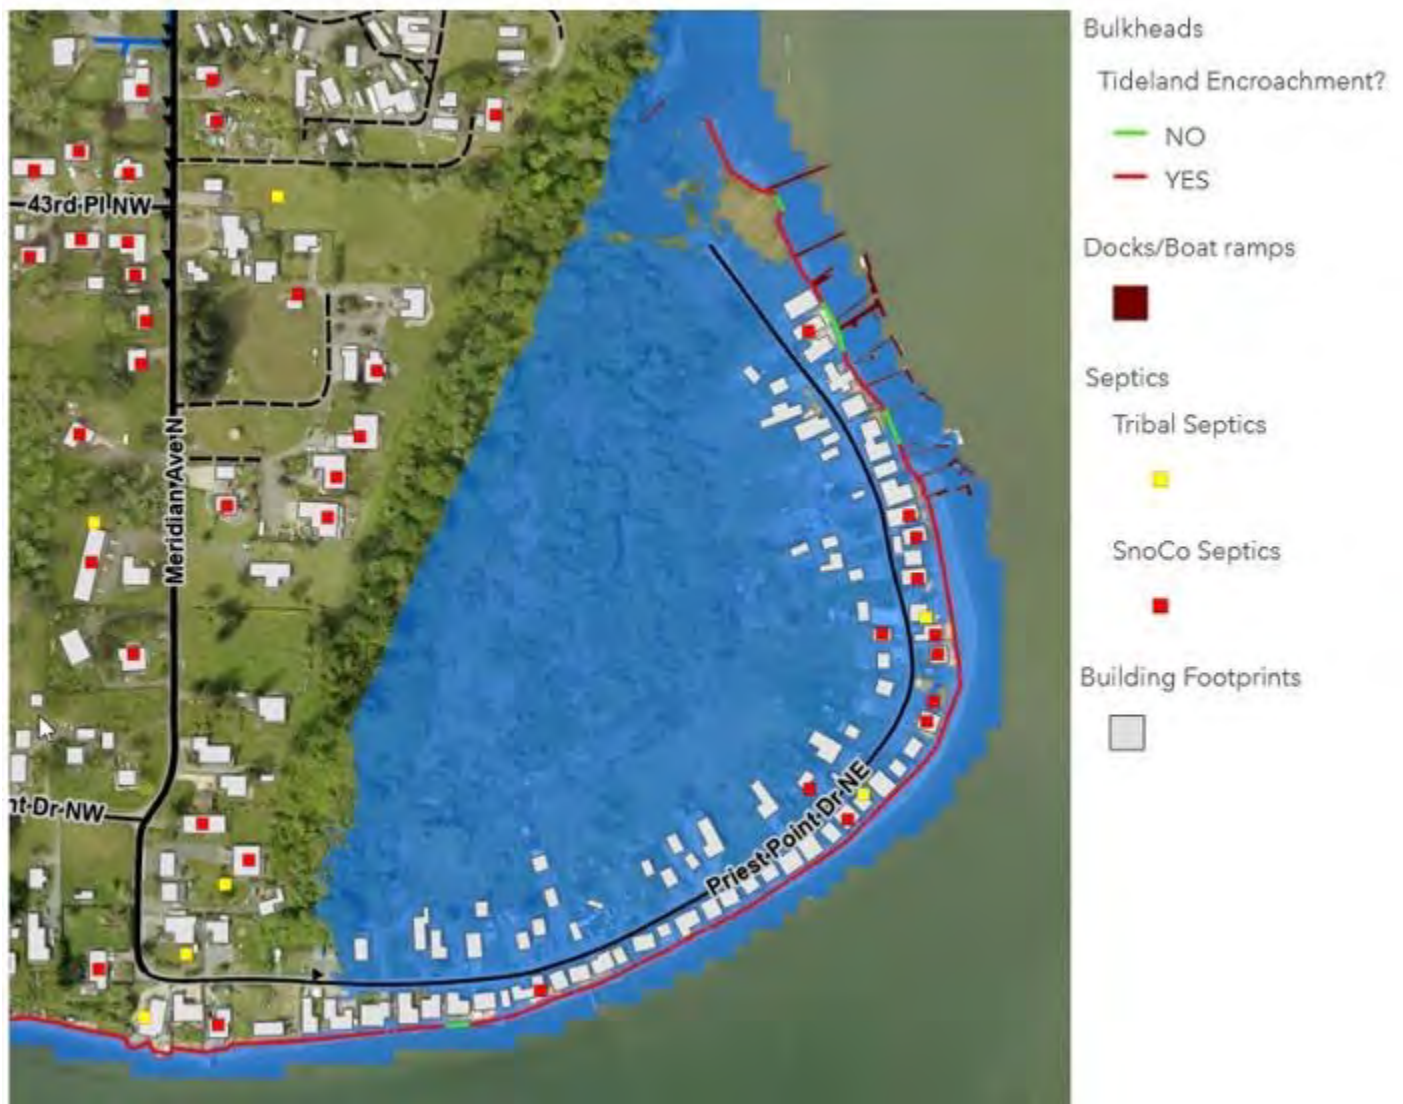 Bulkheads
Tideland Encroachment?
NO
YES
Docks/Boat ramps
Septics
Tribal Septics
SnoCo Septics
Building Footprints
43rd Pl NW
Meridian Ave N
nt Dr NW
Priest Point Dr NE